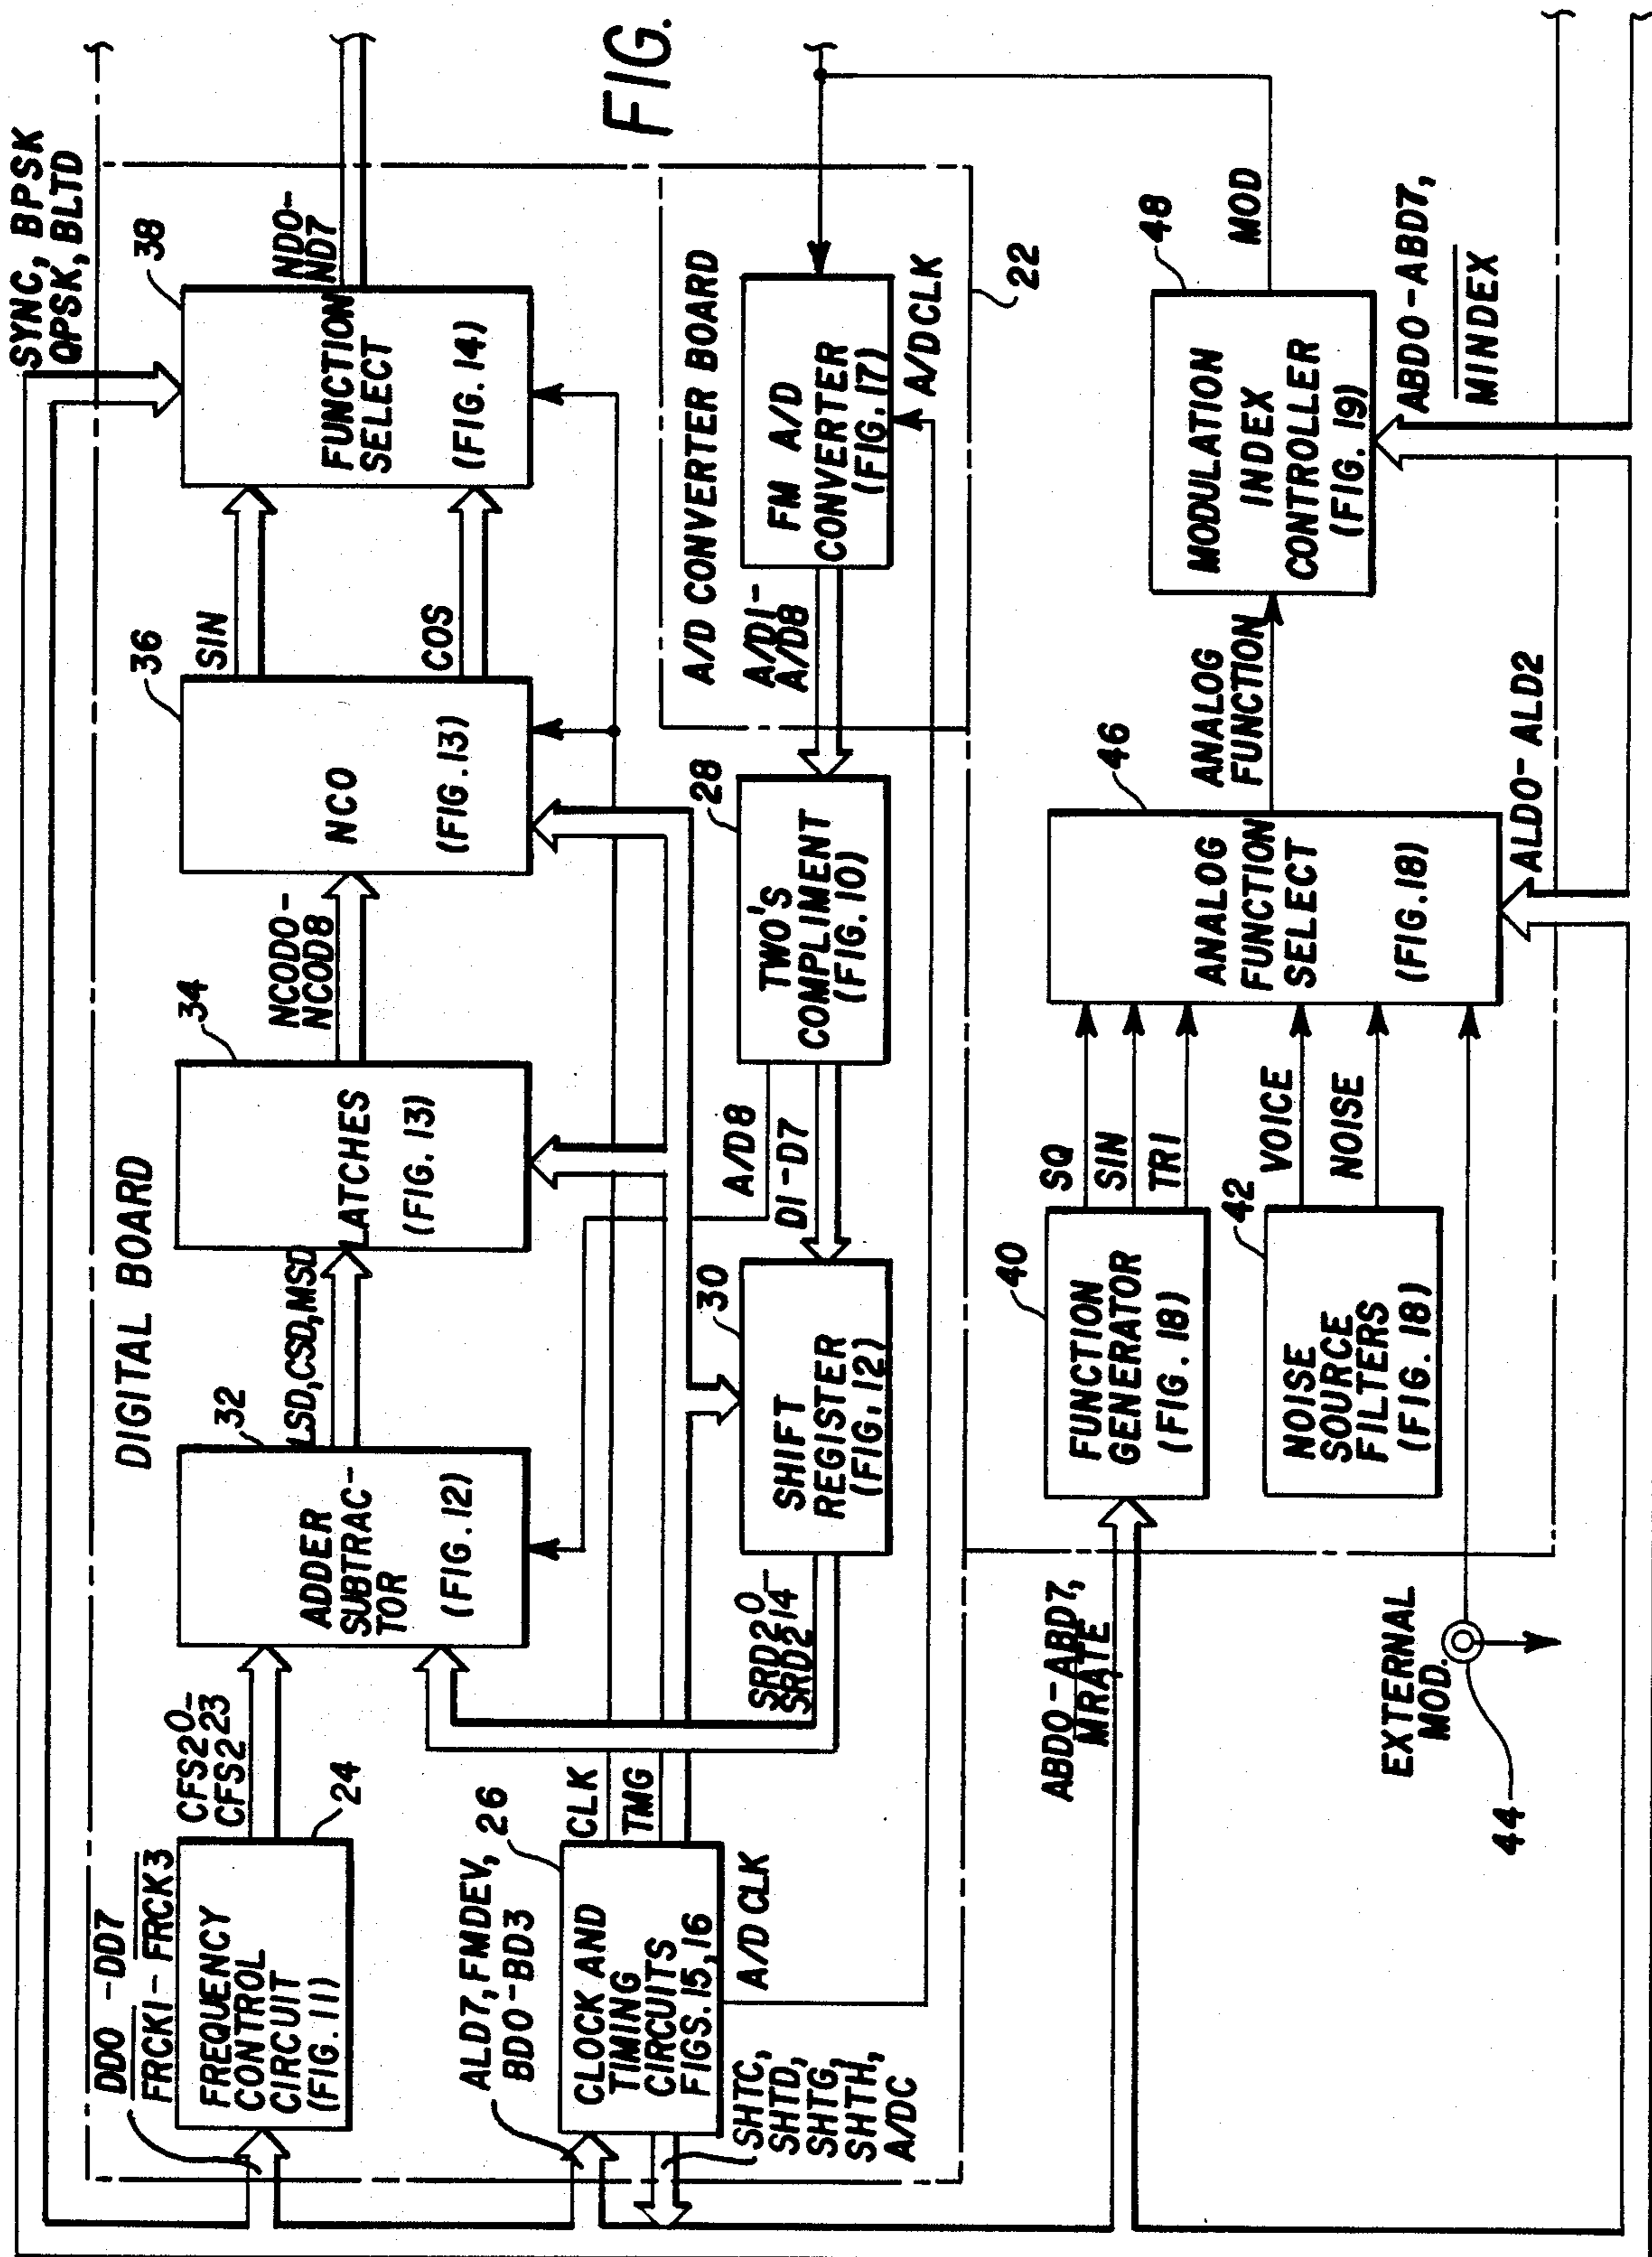 SYNC, BPSK
QPSK, BLTD
DIGITAL BOARD
DDO -DD7
FRCK1-FRCK3
FREQUENCY
CONTROL
CIRCUIT
(FIG. 11)
24
CFS2⁰-
CFS2²³
ADDER
SUBTRAC-
TOR
(FIG.12)
32
LSD,CSD,MSD
LATCHES
(FIG.13)
34
NCODO-
NCOD8
NCO
(FIG.13)
36
SIN
COS
FUNCTION
SELECT
(FIG.14)
38
NDO-
ND7
FIG.
ALD7,FMDEV,
BDO-BD3
CLOCK AND
TIMING
CIRCUITS
FIGS.15,16
26
CLK
TMG
A/D CLK
SHTC,
SHTD,
SHTG,
SHTH,
A/DC
SRD2⁰-
SRD2¹⁴
SHIFT
REGISTER
(FIG.12)
30
A/D8
D1-D7
TWO'S
COMPLIMENT
(FIG.10)
28
A/D1-
A/D8
A/D CONVERTER BOARD
FM A/D
CONVERTER
(FIG.17)
A/DCLK
22
ABDO-ABD7,
MRATE
FUNCTION
GENERATOR
(FIG.18)
40
SQ
SIN
TRI
NOISE
SOURCE
FILTERS
(FIG.18)
42
VOICE
NOISE
EXTERNAL
MOD.
44
ANALOG
FUNCTION
SELECT
(FIG.18)
46
ALDO-ALD2
ANALOG
FUNCTION
MODULATION
INDEX
CONTROLLER
(FIG.19)
48
MOD
ABDO-ABD7,
MINDEX